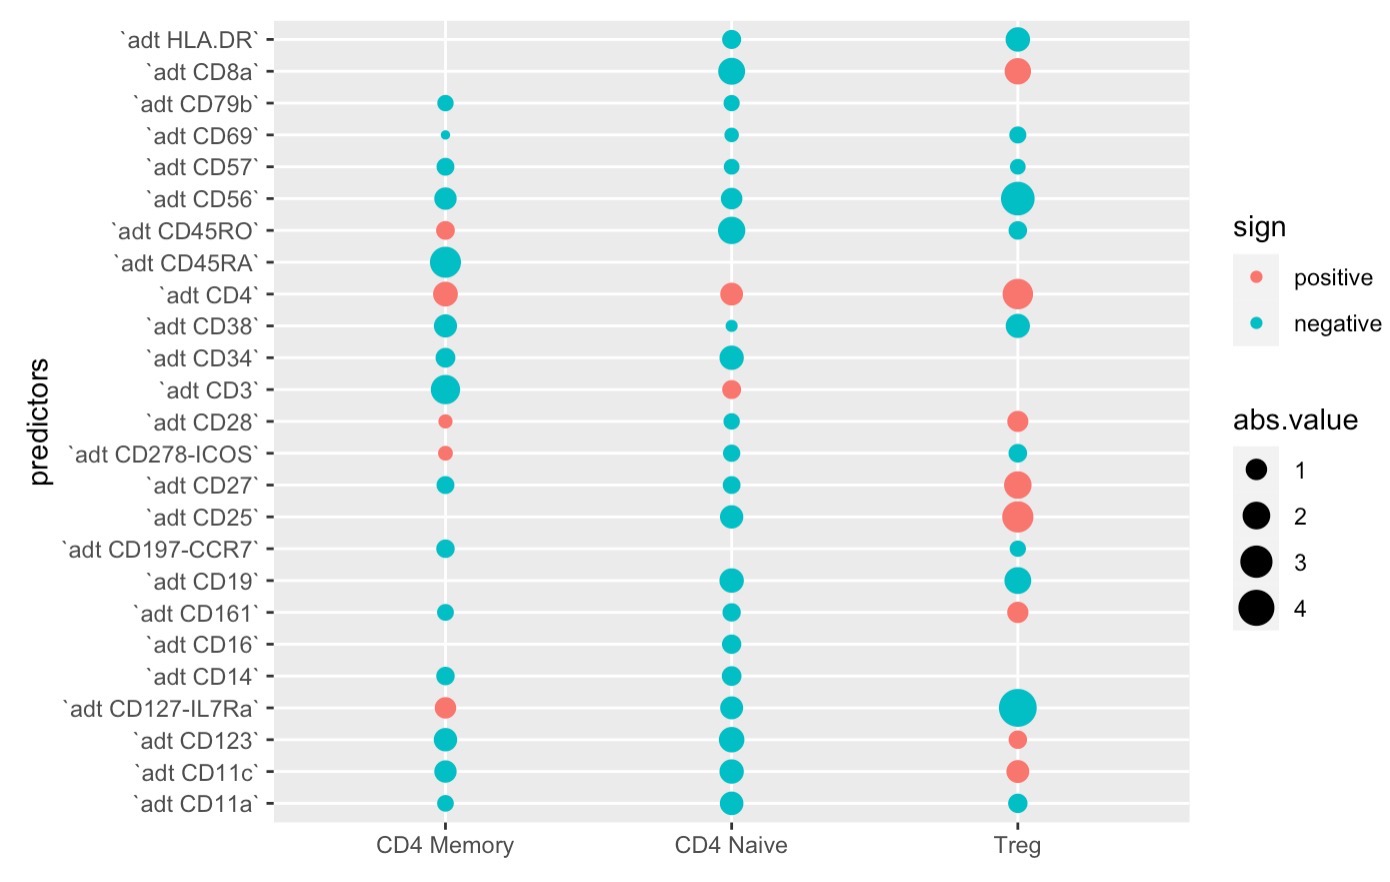 predictors
`adt HLA.DR`
`adt CD8a`
`adt CD79b`
`adt CD69`
`adt CD57`
`adt CD56`
`adt CD45RO`
`adt CD45RA`
`adt CD4`
`adt CD38`
`adt CD34`
`adt CD3`
`adt CD28`
`adt CD278-ICOS`
`adt CD27`
`adt CD25`
`adt CD197-CCR7`
`adt CD19`
`adt CD161`
`adt CD16`
`adt CD14`
`adt CD127-IL7Ra`
`adt CD123`
`adt CD11c`
`adt CD11a`
CD4 Memory
CD4 Naive
Treg
sign
positive
negative
abs.value
1
2
3
4